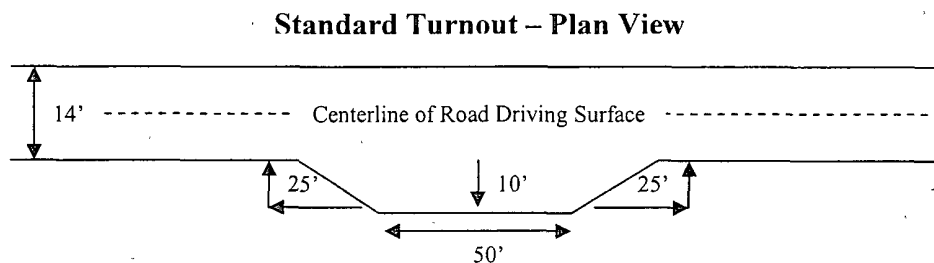 Standard Turnout – Plan View
14'
Centerline of Road Driving Surface
25'
10'
25'
50'